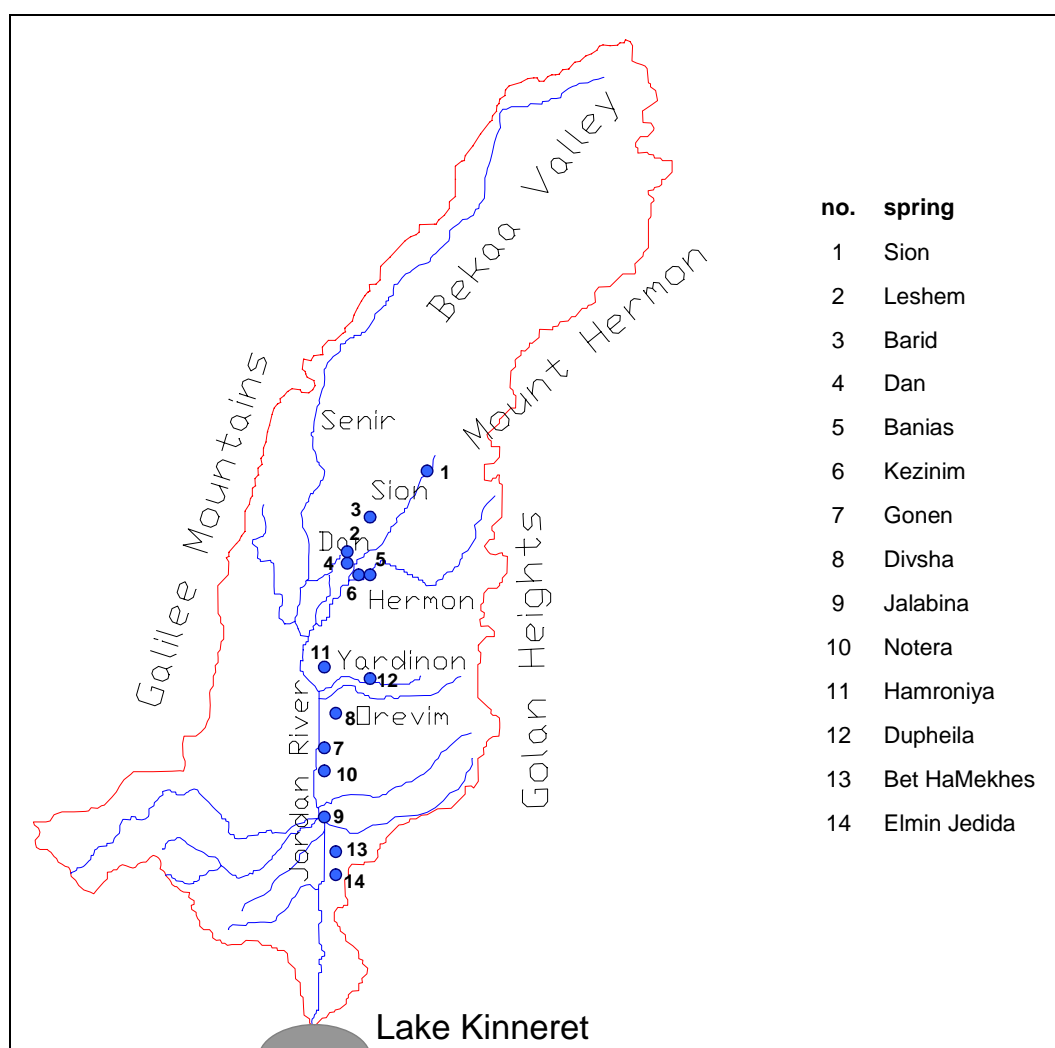 Bekaa Valley
Mount Hermon
Galilee Mountains
Senir
1
Sion
3
2
Dan
4
5
6
Hermon
Golan Heights
11
Yardinon
12
8
□revim
Jordan River
7
10
9
13
14
Lake Kinneret
no. spring
1 Sion
2 Leshem
3 Barid
4 Dan
5 Banias
6 Kezinim
7 Gonen
8 Divsha
9 Jalabina
10 Notera
11 Hamroniya
12 Dupheila
13 Bet HaMekhes
14 Elmin Jedida